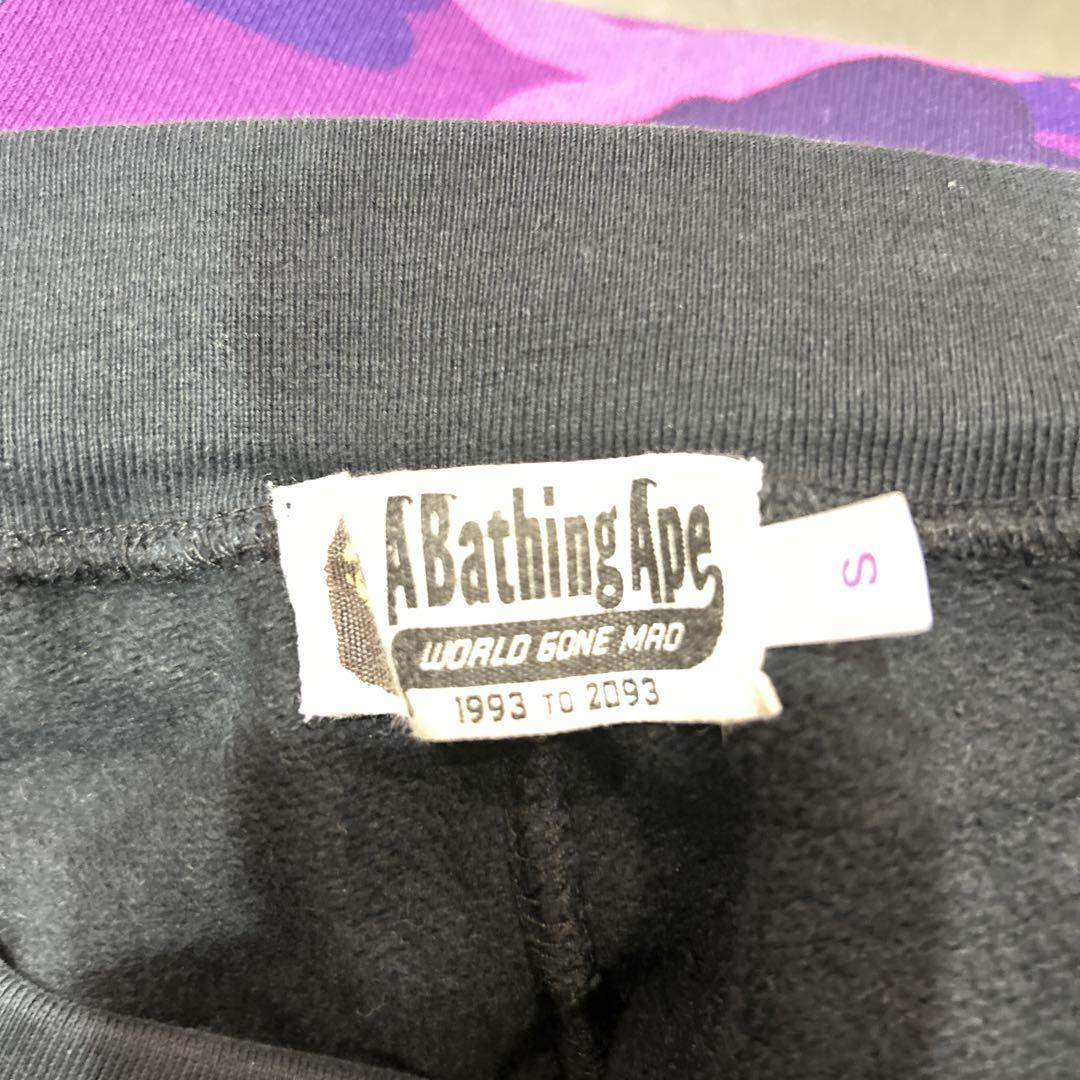 A Bathing Ape
WORLD GONE MAD
1993 TO 2093
S